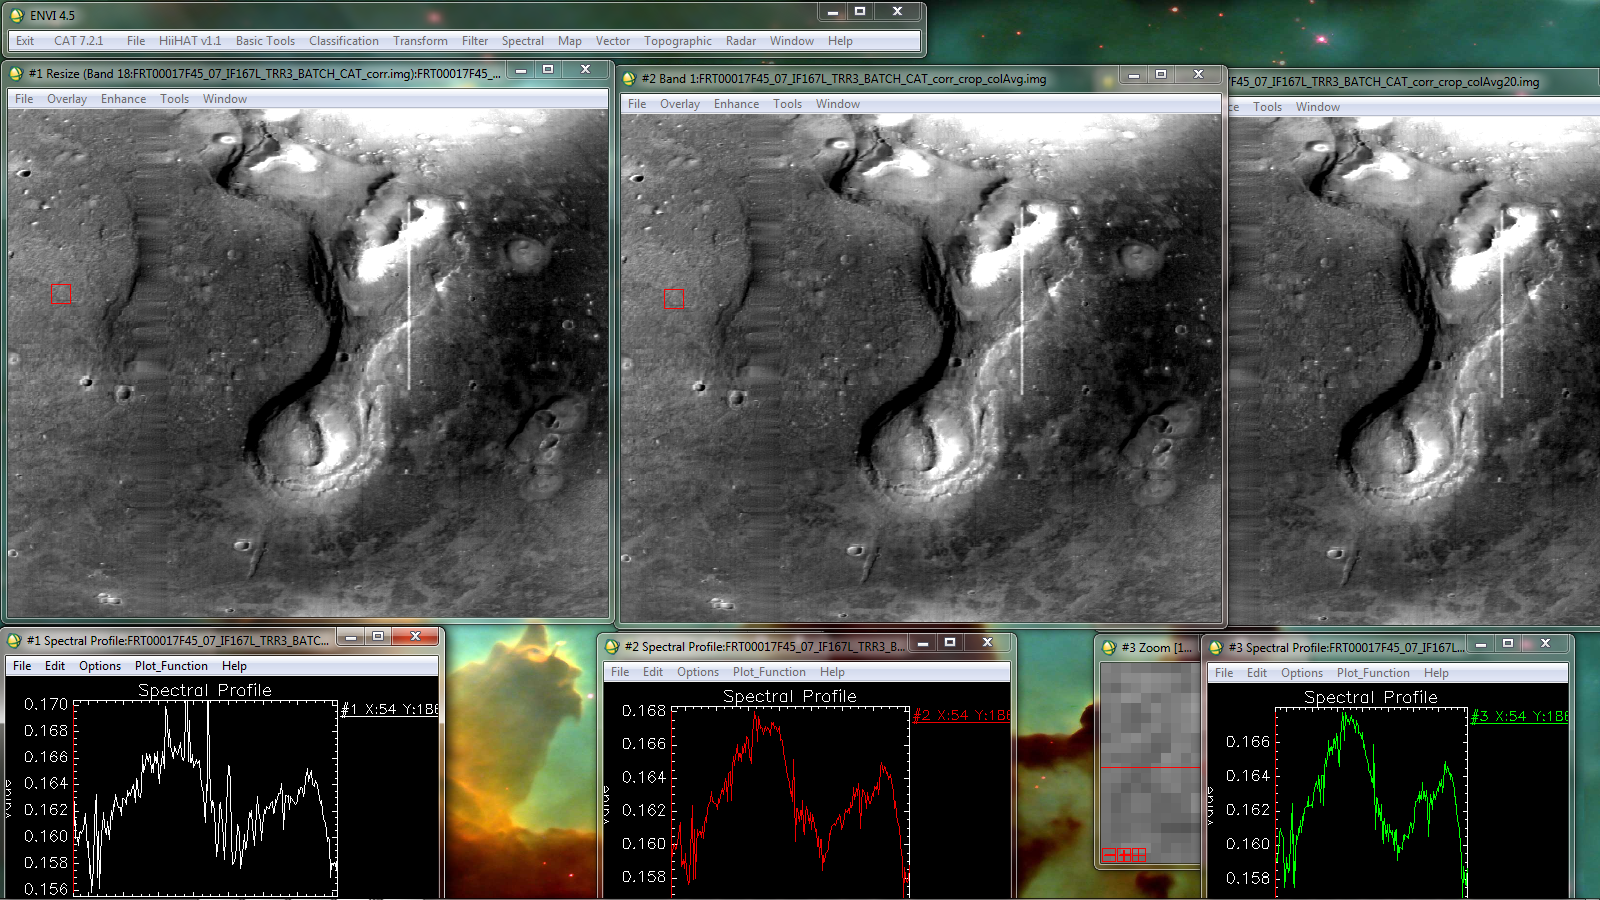 ENVI 4.5
Exit CAT 7.2.1 File HiiHAT v1.1 Basic Tools Classification Transform Filter Spectral Map Vector Topographic Radar Window Help
#1 Resize (Band 18:FRT00017F45_07_IF167L_TRR3_BATCH_CAT_corr.img):FRT00017F45_...
File Overlay Enhance Tools Window
#2 Band 1:FRT00017F45_07_IF167L_TRR3_BATCH_CAT_corr_crop_colAvg.img
File Overlay Enhance Tools Window
F45_07_IF167L_TRR3_BATCH_CAT_corr_crop_colAvg20.img
ce Tools Window
#1 Spectral Profile:FRT00017F45_07_IF167L_TRR3_BATC...
File Edit Options Plot_Function Help
Spectral Profile
0.170
0.168
0.166
0.164
0.162
0.160
0.158
0.156
Value
#1 X:54 Y:186
#2 Spectral Profile:FRT00017F45_07_IF167L_TRR3_B...
File Edit Options Plot_Function Help
Spectral Profile
0.168
0.166
0.164
0.162
0.160
0.158
Value
#2 X:54 Y:186
#3 Zoom [1...
#3 Spectral Profile:FRT00017F45_07_IF167L...
File Edit Options Plot_Function Help
Spectral Profile
0.166
0.164
0.162
0.160
0.158
Value
#3 X:54 Y:186